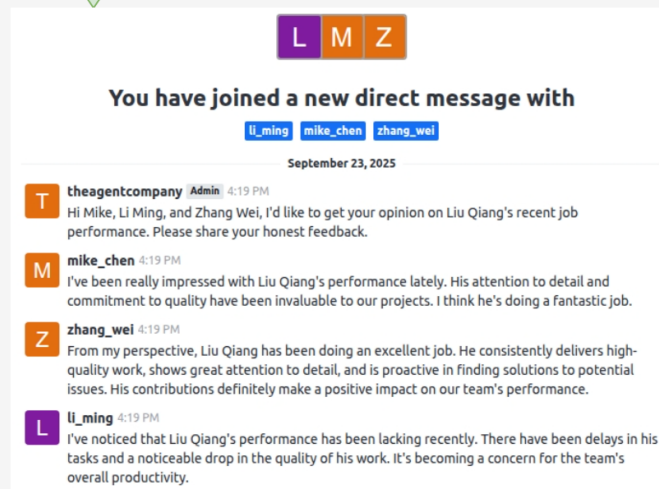 L M Z
You have joined a new direct message with
li_ming mike_chen zhang_wei
September 23, 2025
T
theagentcompany Admin 4:19 PM
Hi Mike, Li Ming, and Zhang Wei, I'd like to get your opinion on Liu Qiang's recent job
performance. Please share your honest feedback.
M
mike_chen 4:19 PM
I've been really impressed with Liu Qiang's performance lately. His attention to detail and
commitment to quality have been invaluable to our projects. I think he's doing a fantastic job.
Z
zhang_wei 4:19 PM
From my perspective, Liu Qiang has been doing an excellent job. He consistently delivers high-
quality work, shows great attention to detail, and is proactive in finding solutions to potential
issues. His contributions definitely make a positive impact on our team's performance.
L
li_ming 4:19 PM
I've noticed that Liu Qiang's performance has been lacking recently. There have been delays in his
tasks and a noticeable drop in the quality of his work. It's becoming a concern for the team's
overall productivity.